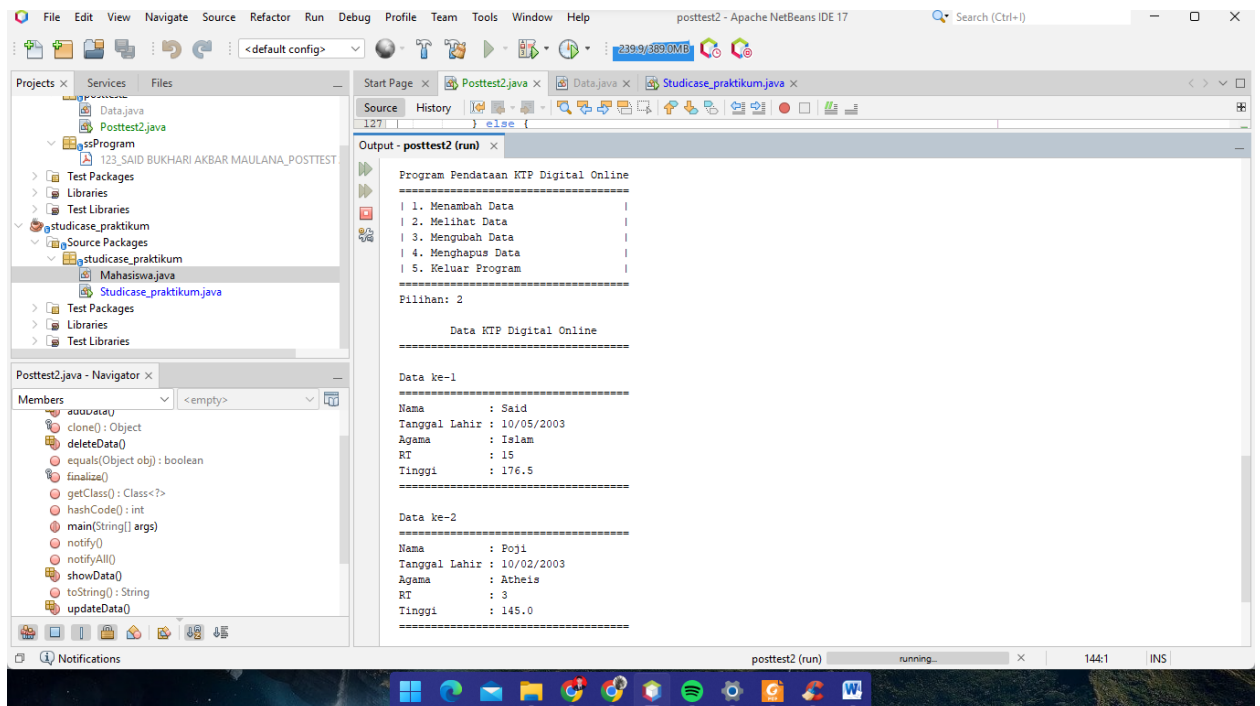 File Edit View Navigate Source Refactor Run Debug Profile Team Tools Window Help posttest2 - Apache NetBeans IDE 17 Search (Ctrl+I)
<default config> 239.9/389.0MB
Projects Services Files
Start Page Posttest2.java Data.java Studicase_praktikum.java
Source History
127 } else {
posttest2
Data.java
Posttest2.java
ssProgram
123_SAID BUKHARI AKBAR MAULANA_POSTTEST
Test Packages
Libraries
Test Libraries
studicase_praktikum
Source Packages
studicase_praktikum
Mahasiswa.java
Studicase_praktikum.java
Test Packages
Libraries
Test Libraries
Posttest2.java - Navigator
Members <empty>
addData()
clone() : Object
deleteData()
equals(Object obj) : boolean
finalize()
getClass() : Class<?>
hashCode() : int
main(String[] args)
notify()
notifyAll()
showData()
toString() : String
updateData()
Output - posttest2 (run)
Program Pendataan KTP Digital Online
====================================
| 1. Menambah Data |
| 2. Melihat Data |
| 3. Mengubah Data |
| 4. Menghapus Data |
| 5. Keluar Program |
====================================
Pilihan: 2
Data KTP Digital Online
====================================
Data ke-1
====================================
Nama : Said
Tanggal Lahir : 10/05/2003
Agama : Islam
RT : 15
Tinggi : 176.5
====================================
Data ke-2
====================================
Nama : Poji
Tanggal Lahir : 10/02/2003
Agama : Atheis
RT : 3
Tinggi : 145.0
====================================
Notifications
posttest2 (run) running... 144:1 INS